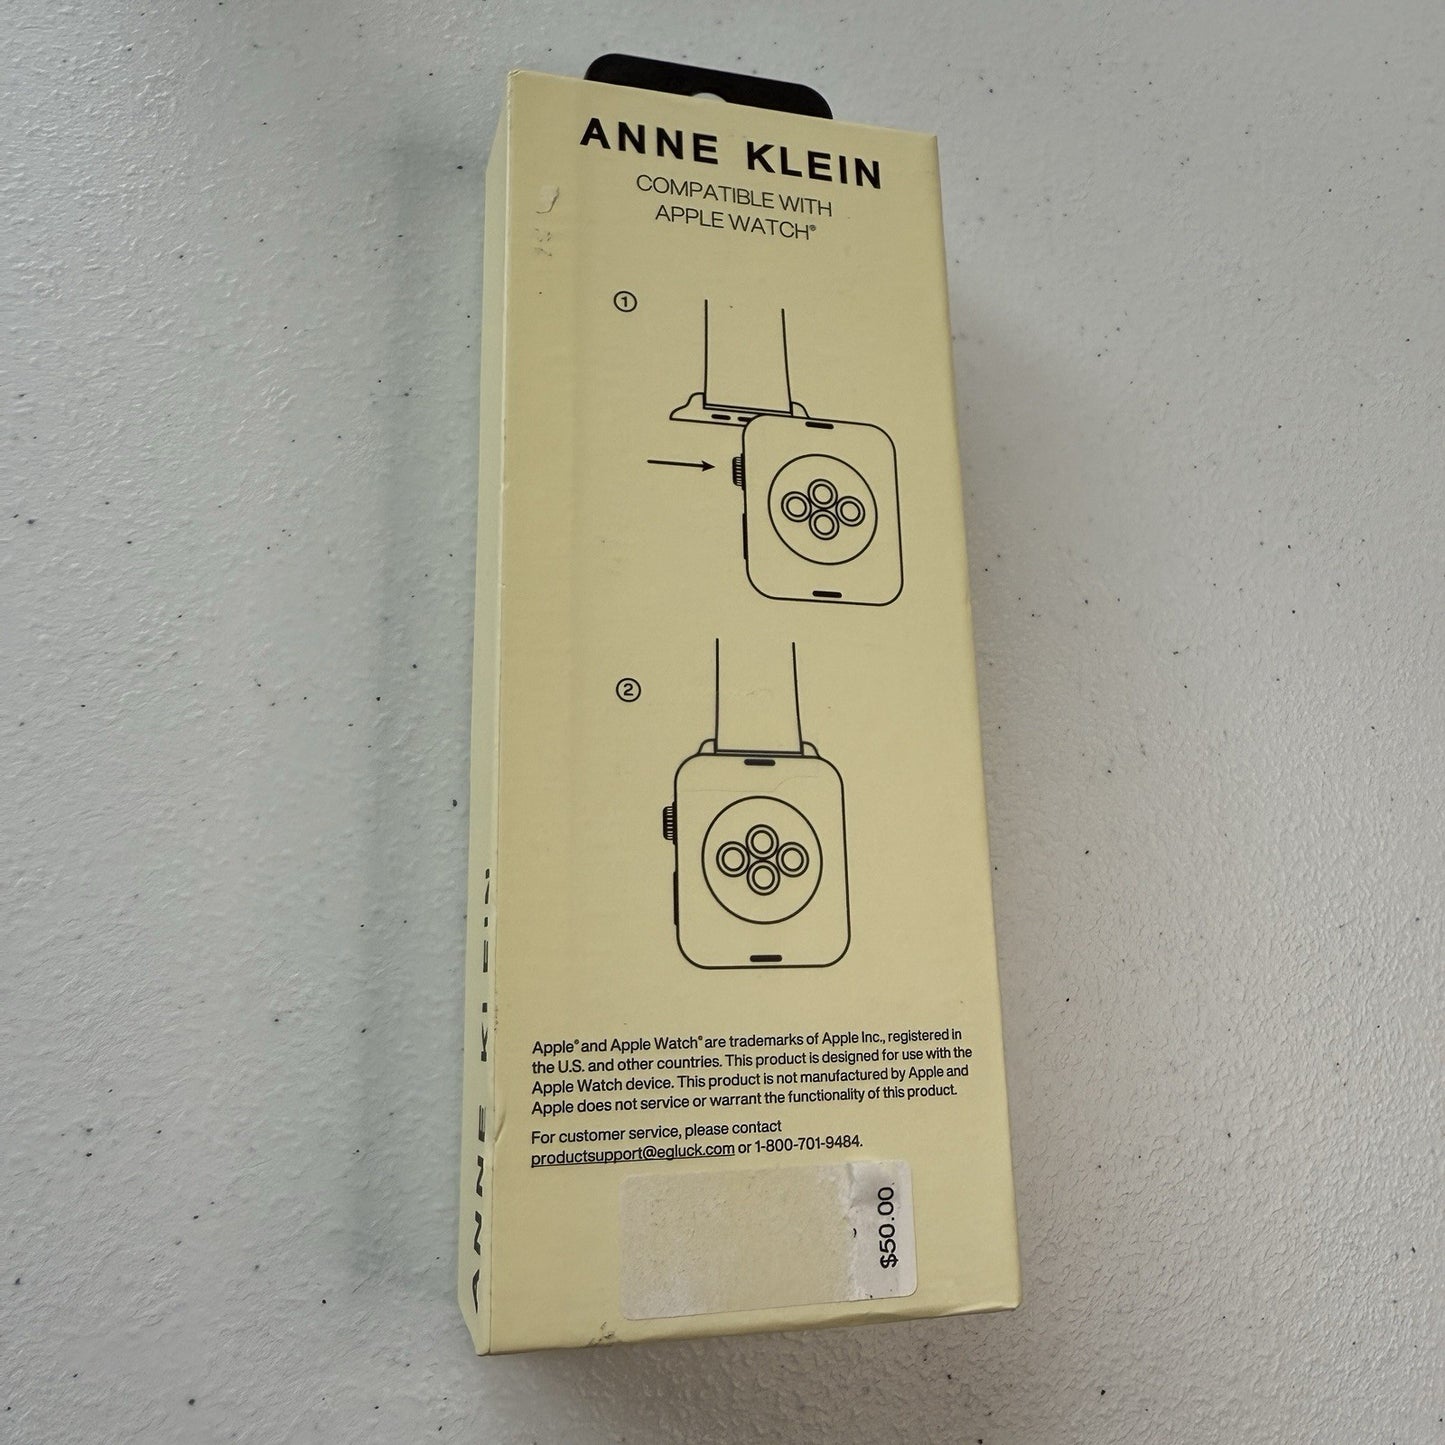 ANNE KLEIN
COMPATIBLE WITH
APPLE WATCH®
①
②
Apple® and Apple Watch® are trademarks of Apple Inc., registered in
the U.S. and other countries. This product is designed for use with the
Apple Watch device. This product is not manufactured by Apple and
Apple does not service or warrant the functionality of this product.
For customer service, please contact
productsupport@egluck.com or 1-800-701-9484.
$50.00
ANNE KLEIN